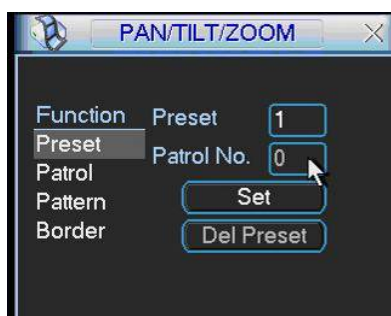 PAN/TILT/ZOOM
Function
Preset
Patrol
Pattern
Border
Preset 1
Patrol No. 0
Set
Del Preset